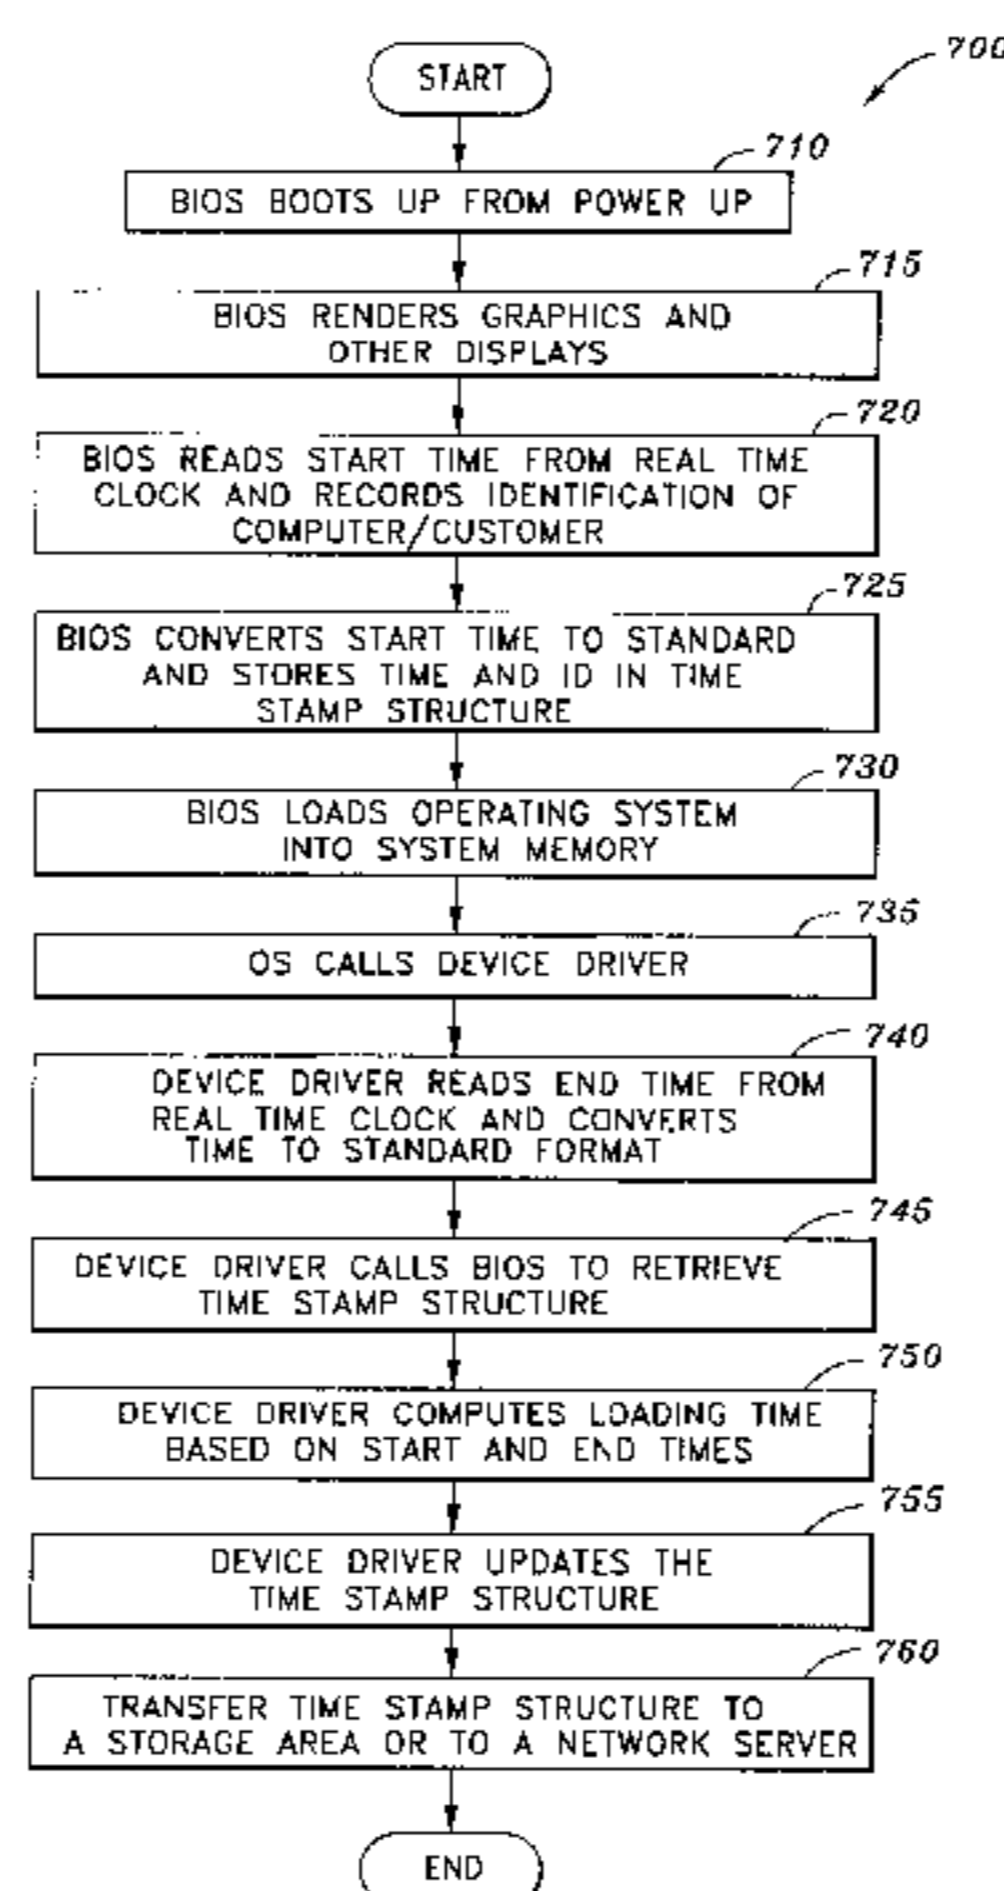 700
START
710
BIOS BOOTS UP FROM POWER UP
715
BIOS RENDERS GRAPHICS AND
OTHER DISPLAYS
720
BIOS READS START TIME FROM REAL TIME
CLOCK AND RECORDS IDENTIFICATION OF
COMPUTER/CUSTOMER
725
BIOS CONVERTS START TIME TO STANDARD
AND STORES TIME AND ID IN TIME
STAMP STRUCTURE
730
BIOS LOADS OPERATING SYSTEM
INTO SYSTEM MEMORY
735
OS CALLS DEVICE DRIVER
740
DEVICE DRIVER READS END TIME FROM
REAL TIME CLOCK AND CONVERTS
TIME TO STANDARD FORMAT
745
DEVICE DRIVER CALLS BIOS TO RETRIEVE
TIME STAMP STRUCTURE
750
DEVICE DRIVER COMPUTES LOADING TIME
BASED ON START AND END TIMES
755
DEVICE DRIVER UPDATES THE
TIME STAMP STRUCTURE
760
TRANSFER TIME STAMP STRUCTURE TO
A STORAGE AREA OR TO A NETWORK SERVER
END